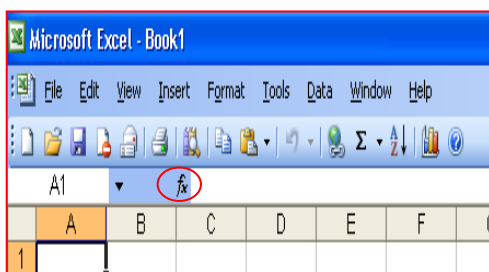 Microsoft Excel - Book1
File Edit View Insert Format Tools Data Window Help
A1 fx
A B C D E F
1